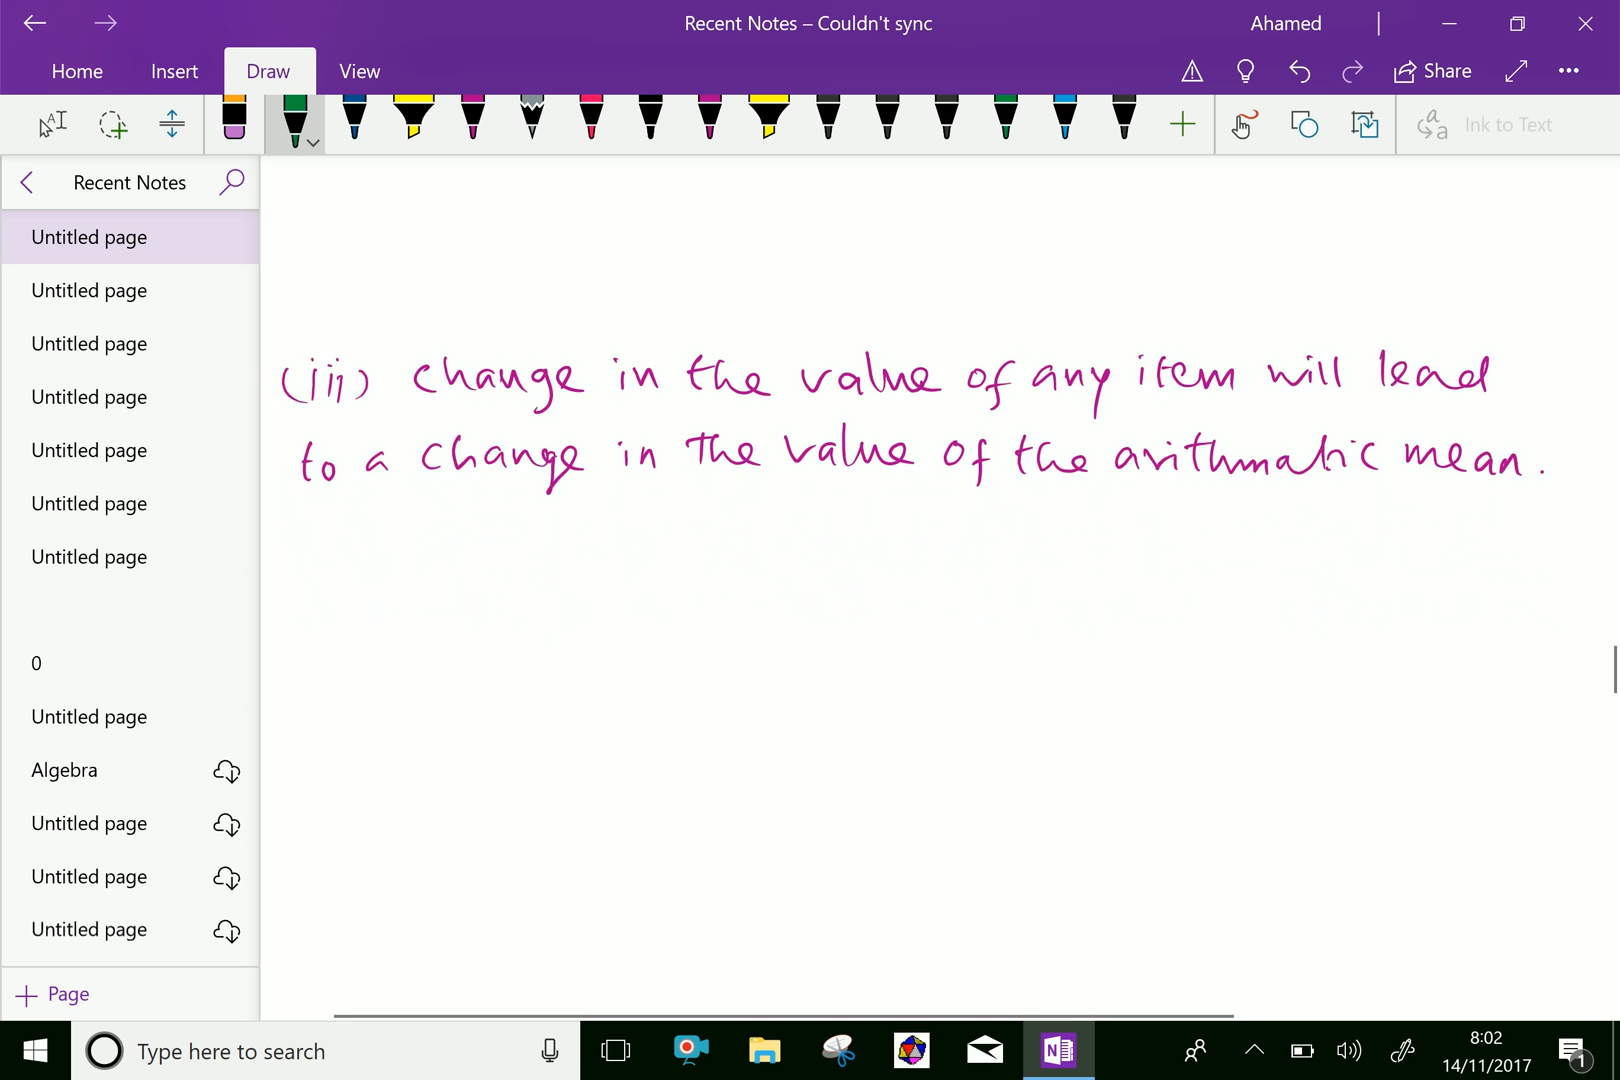 Recent Notes – Couldn't sync
Ahamed
Home
Insert
Draw
View
Share
Ink to Text
Recent Notes
Untitled page
Untitled page
Untitled page
Untitled page
Untitled page
Untitled page
Untitled page
0
Untitled page
Algebra
Untitled page
Untitled page
Untitled page
Page
(iii) change in the value of any item will lead
to a change in the value of the arithmatic mean.
Type here to search
8:02
14/11/2017
1